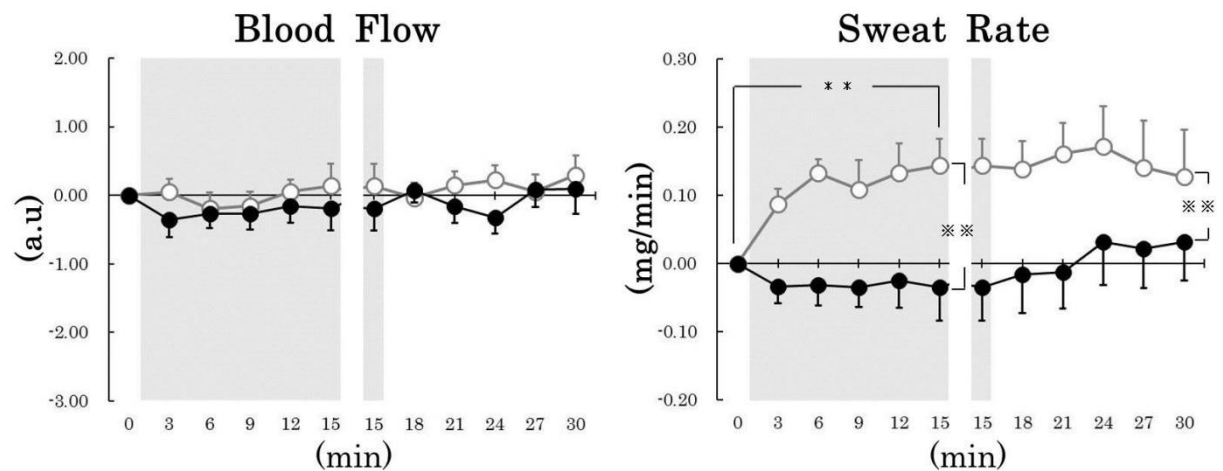 Blood Flow
2.00
1.00
0.00
-1.00
-2.00
-3.00
(a.u)
0 3 6 9 12 15 15 18 21 24 27 30
(min)
Sweat Rate
0.30
0.20
0.10
0.00
-0.10
-0.20
(mg/min)
* *
※※
※※
0 3 6 9 12 15 15 18 21 24 27 30
(min)